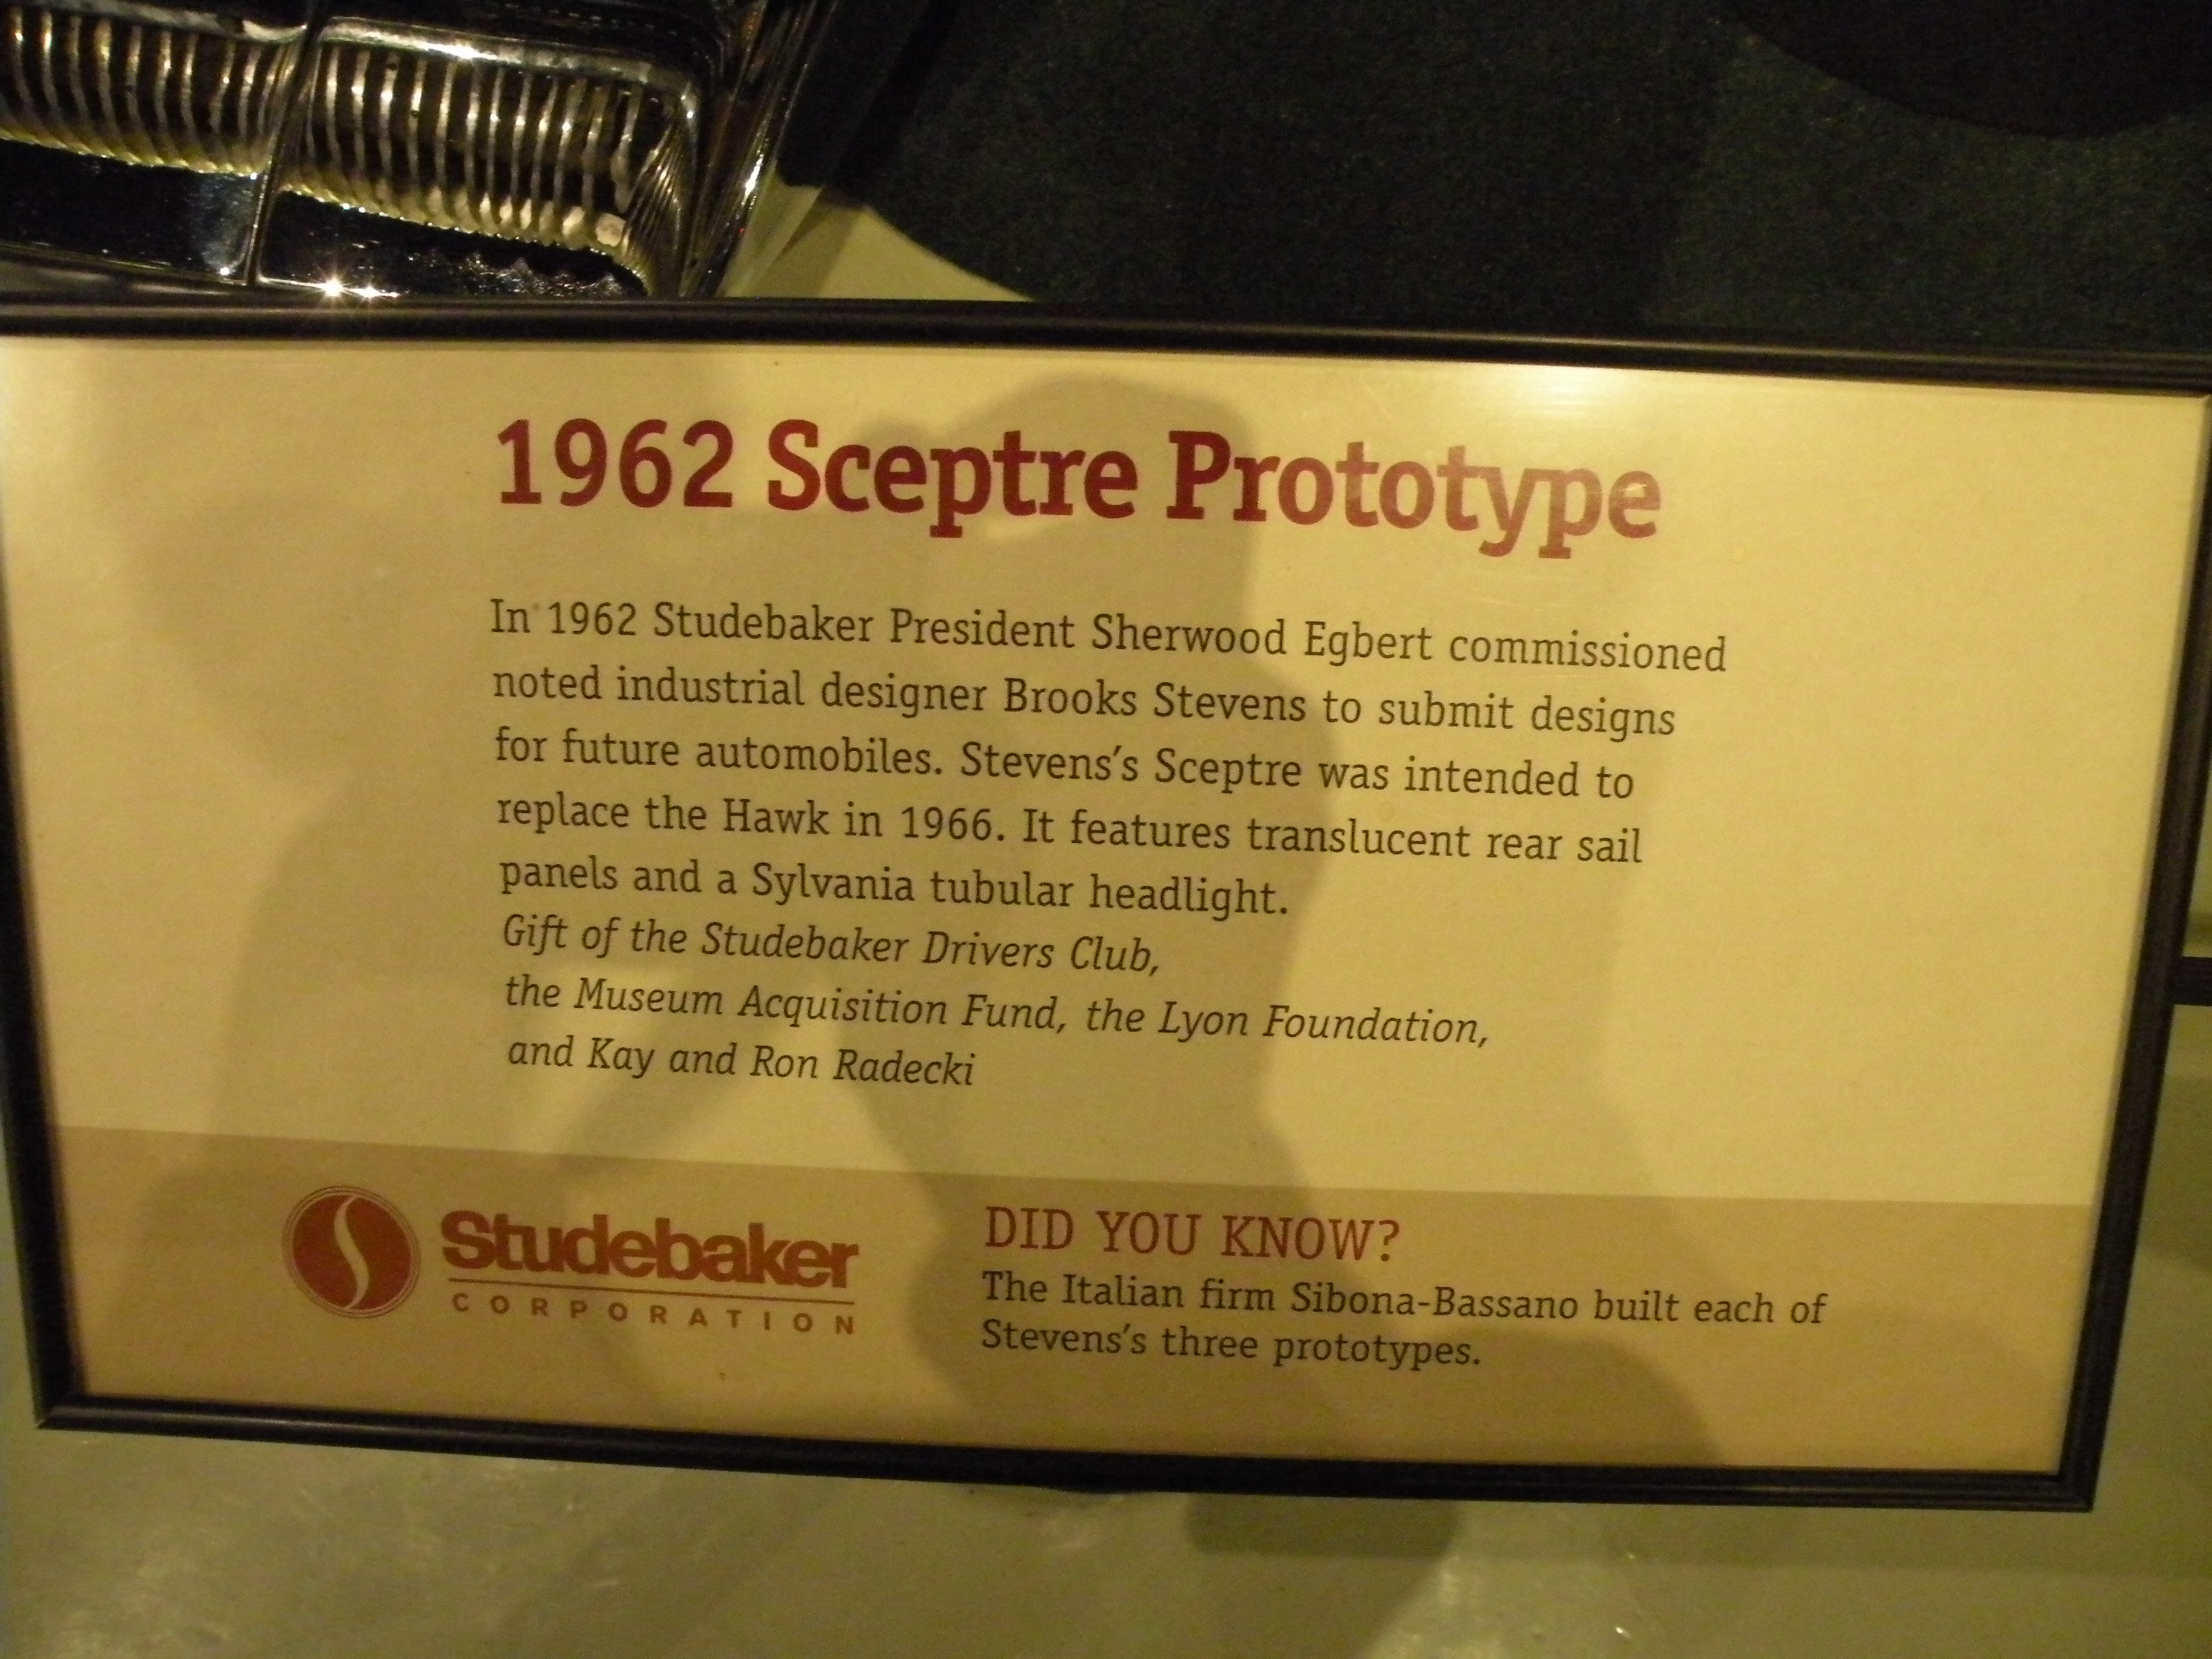 1962 Sceptre Prototype
In 1962 Studebaker President Sherwood Egbert commissioned
noted industrial designer Brooks Stevens to submit designs
for future automobiles. Stevens's Sceptre was intended to
replace the Hawk in 1966. It features translucent rear sail
panels and a Sylvania tubular headlight.
Gift of the Studebaker Drivers Club,
the Museum Acquisition Fund, the Lyon Foundation,
and Kay and Ron Radecki
Studebaker
CORPORATION
DID YOU KNOW?
The Italian firm Sibona-Bassano built each of
Stevens's three prototypes.